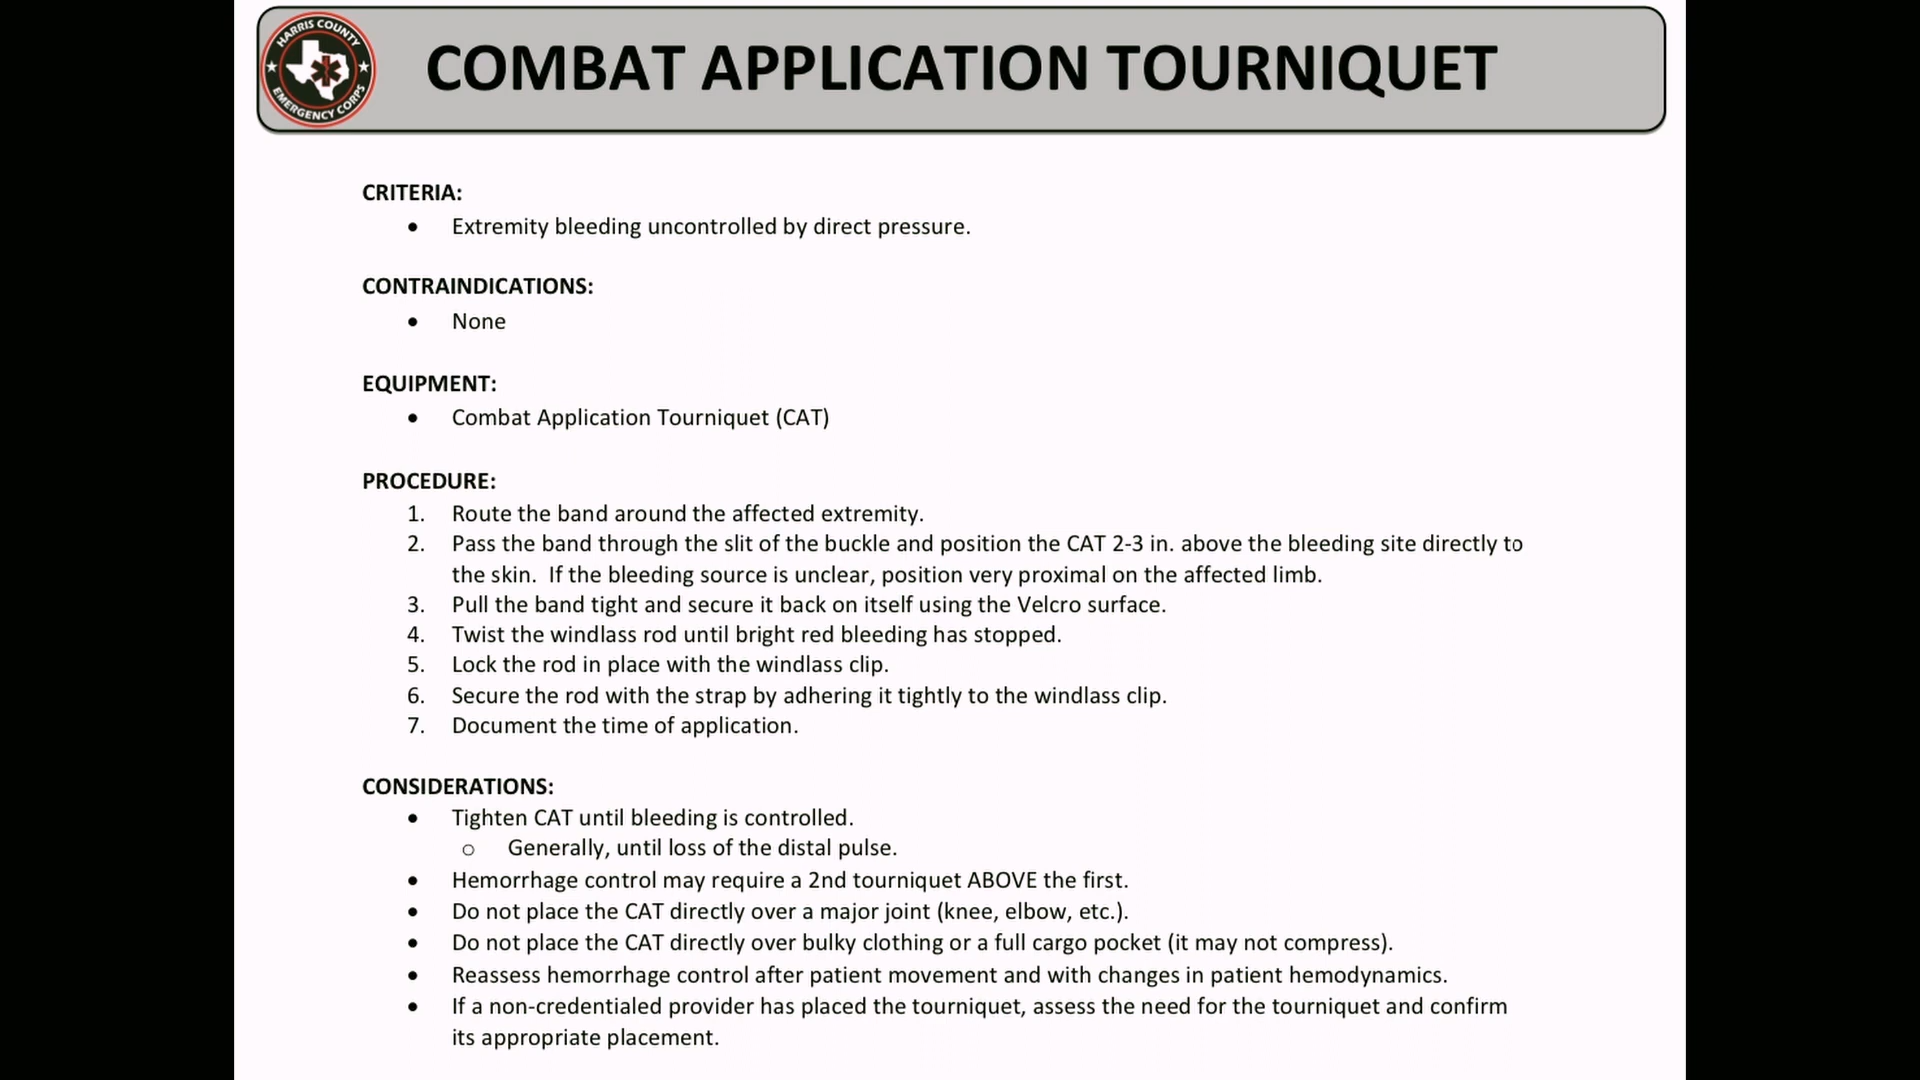 HARRIS COUNTY
EMERGENCY CORPS
COMBAT APPLICATION TOURNIQUET
CRITERIA:
• Extremity bleeding uncontrolled by direct pressure.
CONTRAINDICATIONS:
• None
EQUIPMENT:
• Combat Application Tourniquet (CAT)
PROCEDURE:
1. Route the band around the affected extremity.
2. Pass the band through the slit of the buckle and position the CAT 2-3 in. above the bleeding site directly to
the skin. If the bleeding source is unclear, position very proximal on the affected limb.
3. Pull the band tight and secure it back on itself using the Velcro surface.
4. Twist the windlass rod until bright red bleeding has stopped.
5. Lock the rod in place with the windlass clip.
6. Secure the rod with the strap by adhering it tightly to the windlass clip.
7. Document the time of application.
CONSIDERATIONS:
• Tighten CAT until bleeding is controlled.
o Generally, until loss of the distal pulse.
• Hemorrhage control may require a 2nd tourniquet ABOVE the first.
• Do not place the CAT directly over a major joint (knee, elbow, etc.).
• Do not place the CAT directly over bulky clothing or a full cargo pocket (it may not compress).
• Reassess hemorrhage control after patient movement and with changes in patient hemodynamics.
• If a non-credentialed provider has placed the tourniquet, assess the need for the tourniquet and confirm
its appropriate placement.